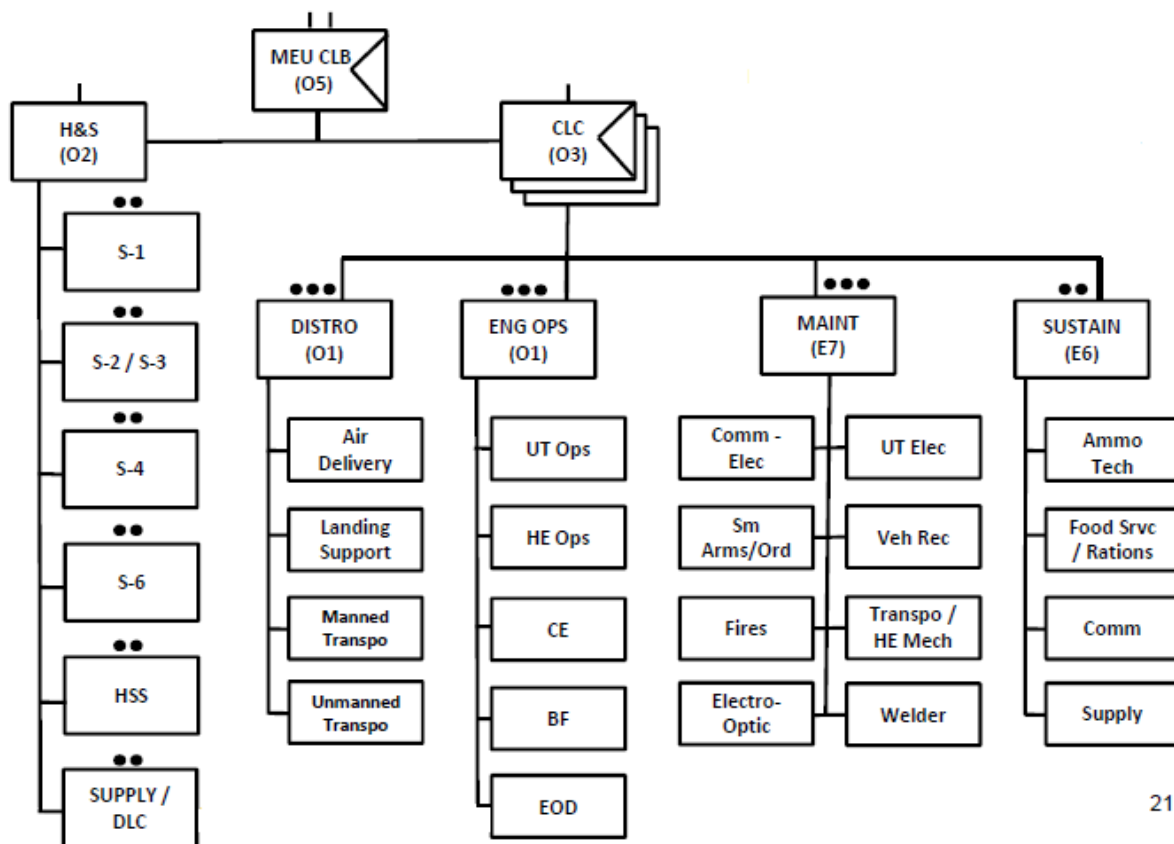 MEU CLB
(O5)
H&S
(O2)
CLC
(O3)
S-1
S-2 / S-3
S-4
S-6
HSS
SUPPLY /
DLC
DISTRO
(O1)
Air
Delivery
Landing
Support
Manned
Transpo
Unmanned
Transpo
ENG OPS
(O1)
UT Ops
HE Ops
CE
BF
EOD
MAINT
(E7)
Comm -
Elec
UT Elec
Sm
Arms/Ord
Veh Rec
Fires
Transpo /
HE Mech
Electro-
Optic
Welder
SUSTAIN
(E6)
Ammo
Tech
Food Srvc
/ Rations
Comm
Supply
21